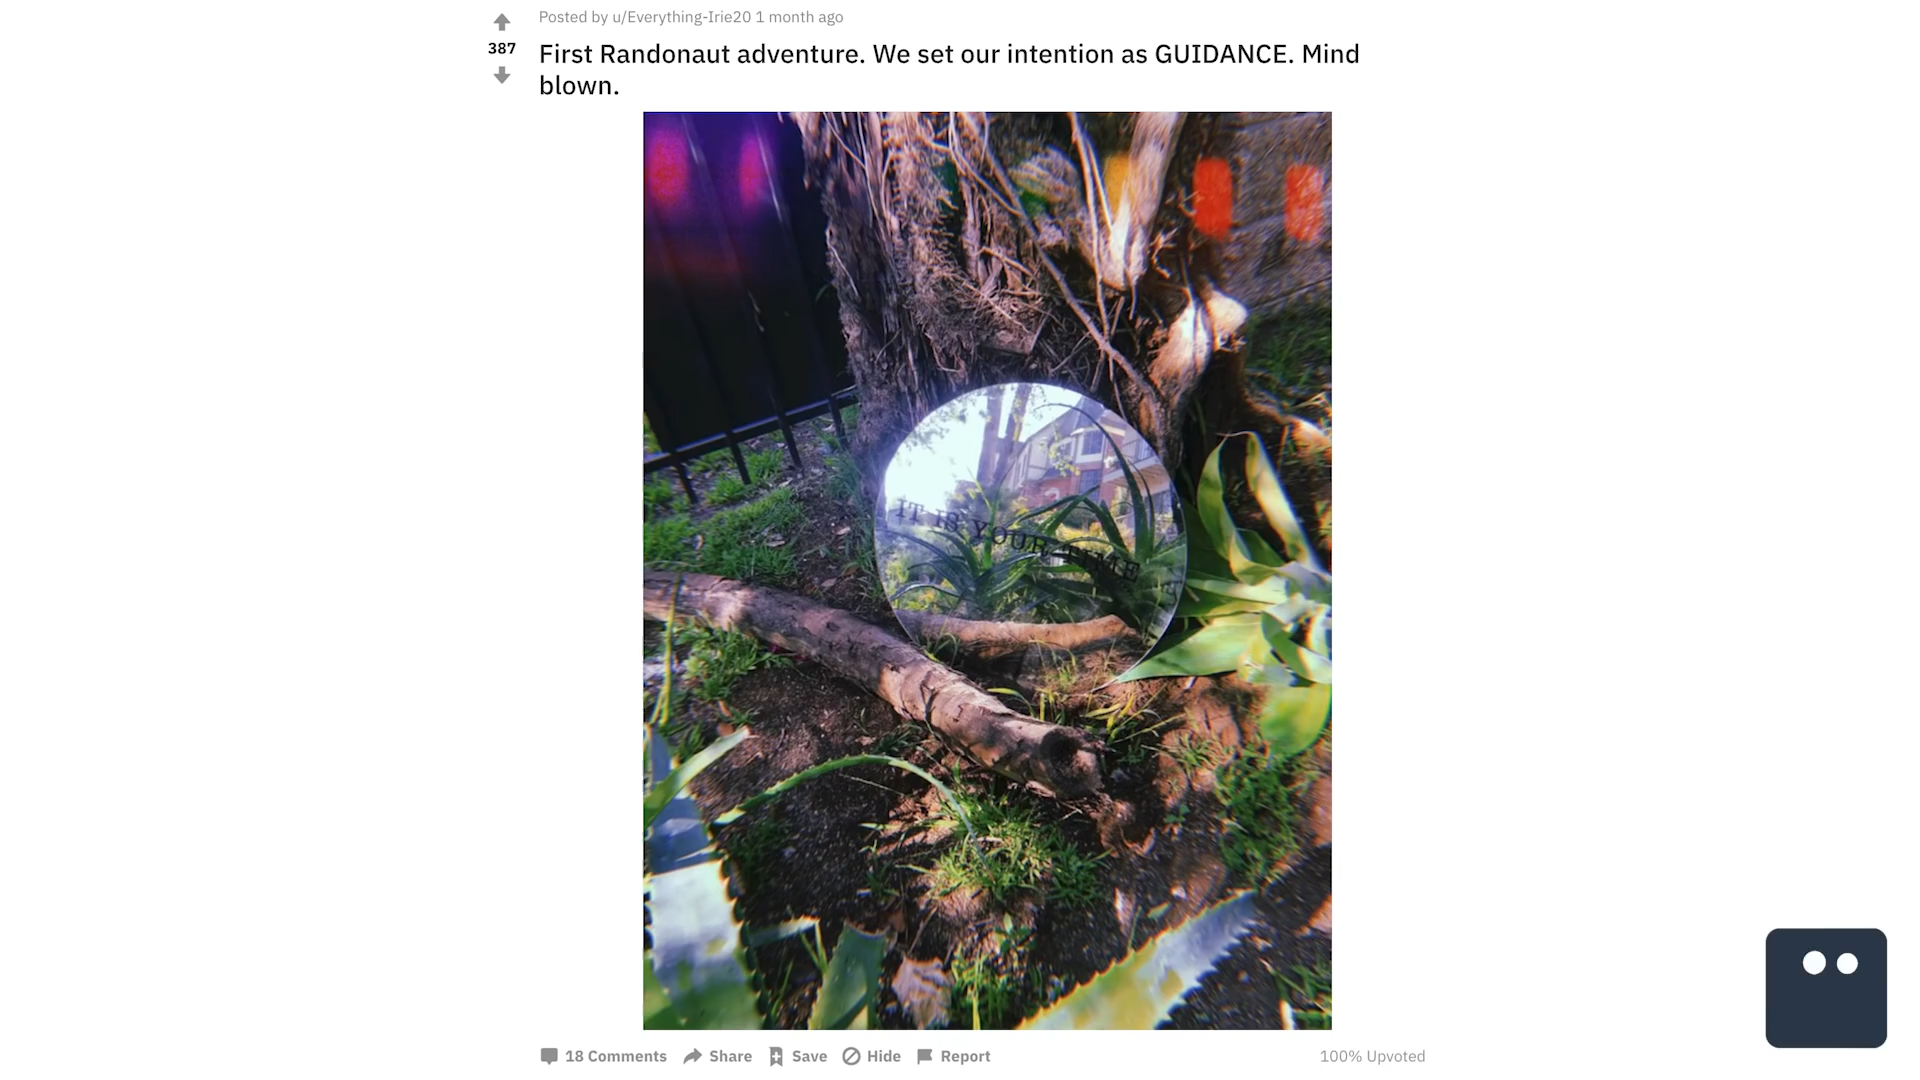 Posted by u/Everything-Irie20 1 month ago
387
First Randonaut adventure. We set our intention as GUIDANCE. Mind
blown.
IT IS YOUR TIME
18 Comments
Share
Save
Hide
Report
100% Upvoted